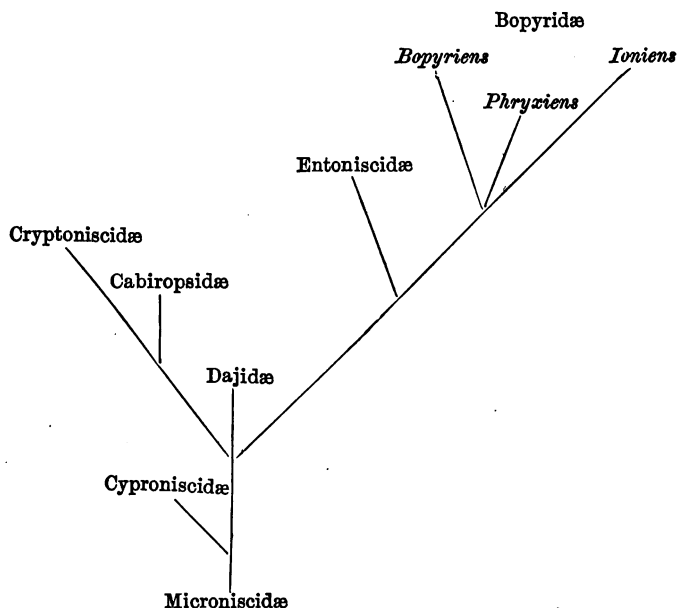 Bopyridæ
Bopyriens Ioniens
Phryxiens
Entoniscidæ
Cryptoniscidæ
Cabiropsidæ
Dajidæ
Cyproniscidæ
Microniscidæ